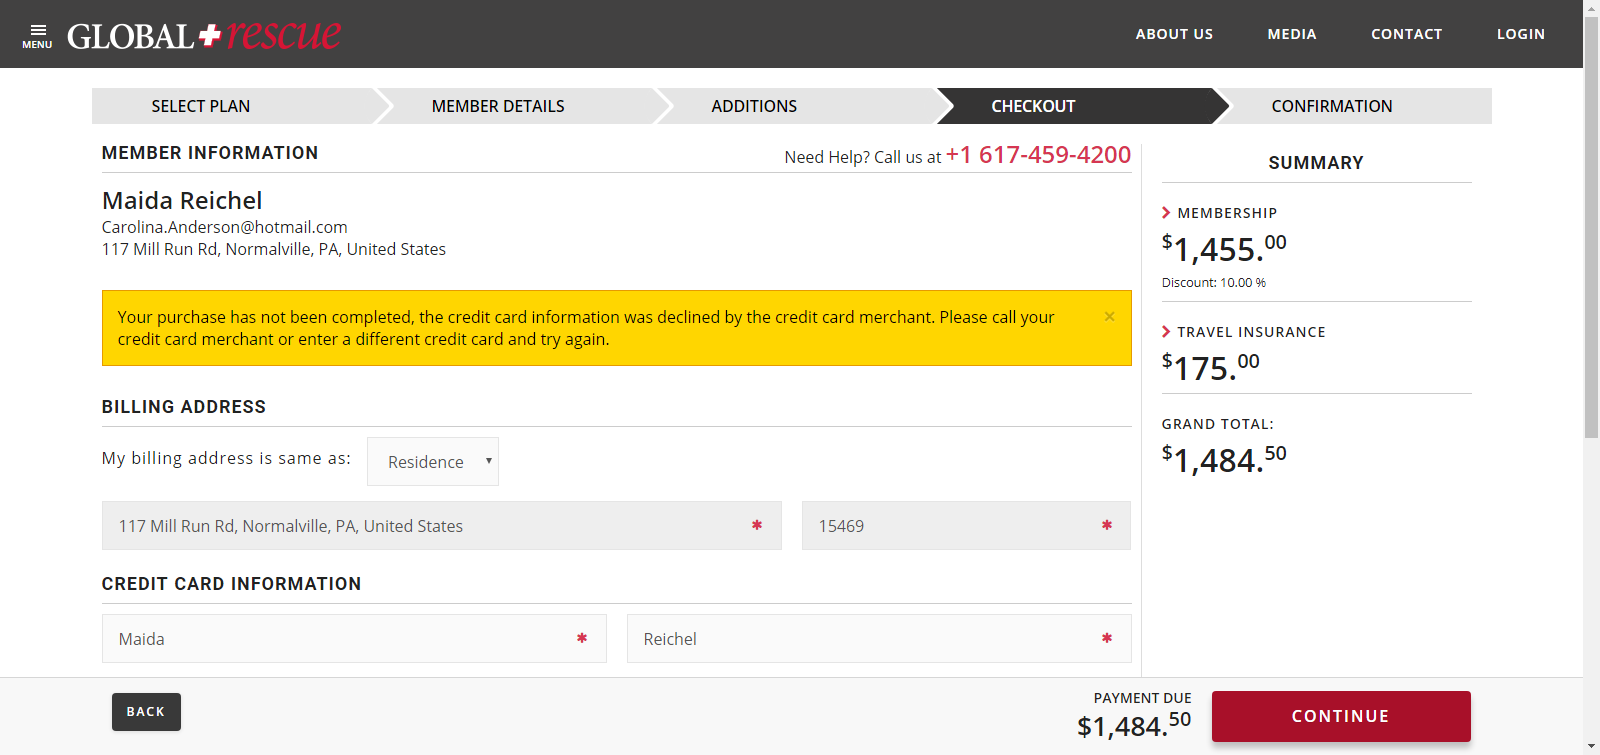 MENU
GLOBAL rescue
ABOUT US
MEDIA
CONTACT
LOGIN
SELECT PLAN
MEMBER DETAILS
ADDITIONS
CHECKOUT
CONFIRMATION
MEMBER INFORMATION
Need Help? Call us at +1 617-459-4200
Maida Reichel
Carolina.Anderson@hotmail.com
117 Mill Run Rd, Normalville, PA, United States
Your purchase has not been completed, the credit card information was declined by the credit card merchant. Please call your
credit card merchant or enter a different credit card and try again.
×
BILLING ADDRESS
My billing address is same as:
Residence
117 Mill Run Rd, Normalville, PA, United States *
15469 *
CREDIT CARD INFORMATION
Maida *
Reichel *
SUMMARY
MEMBERSHIP
$1,455.00
Discount: 10.00 %
TRAVEL INSURANCE
$175.00
GRAND TOTAL:
$1,484.50
BACK
PAYMENT DUE
$1,484.50
CONTINUE